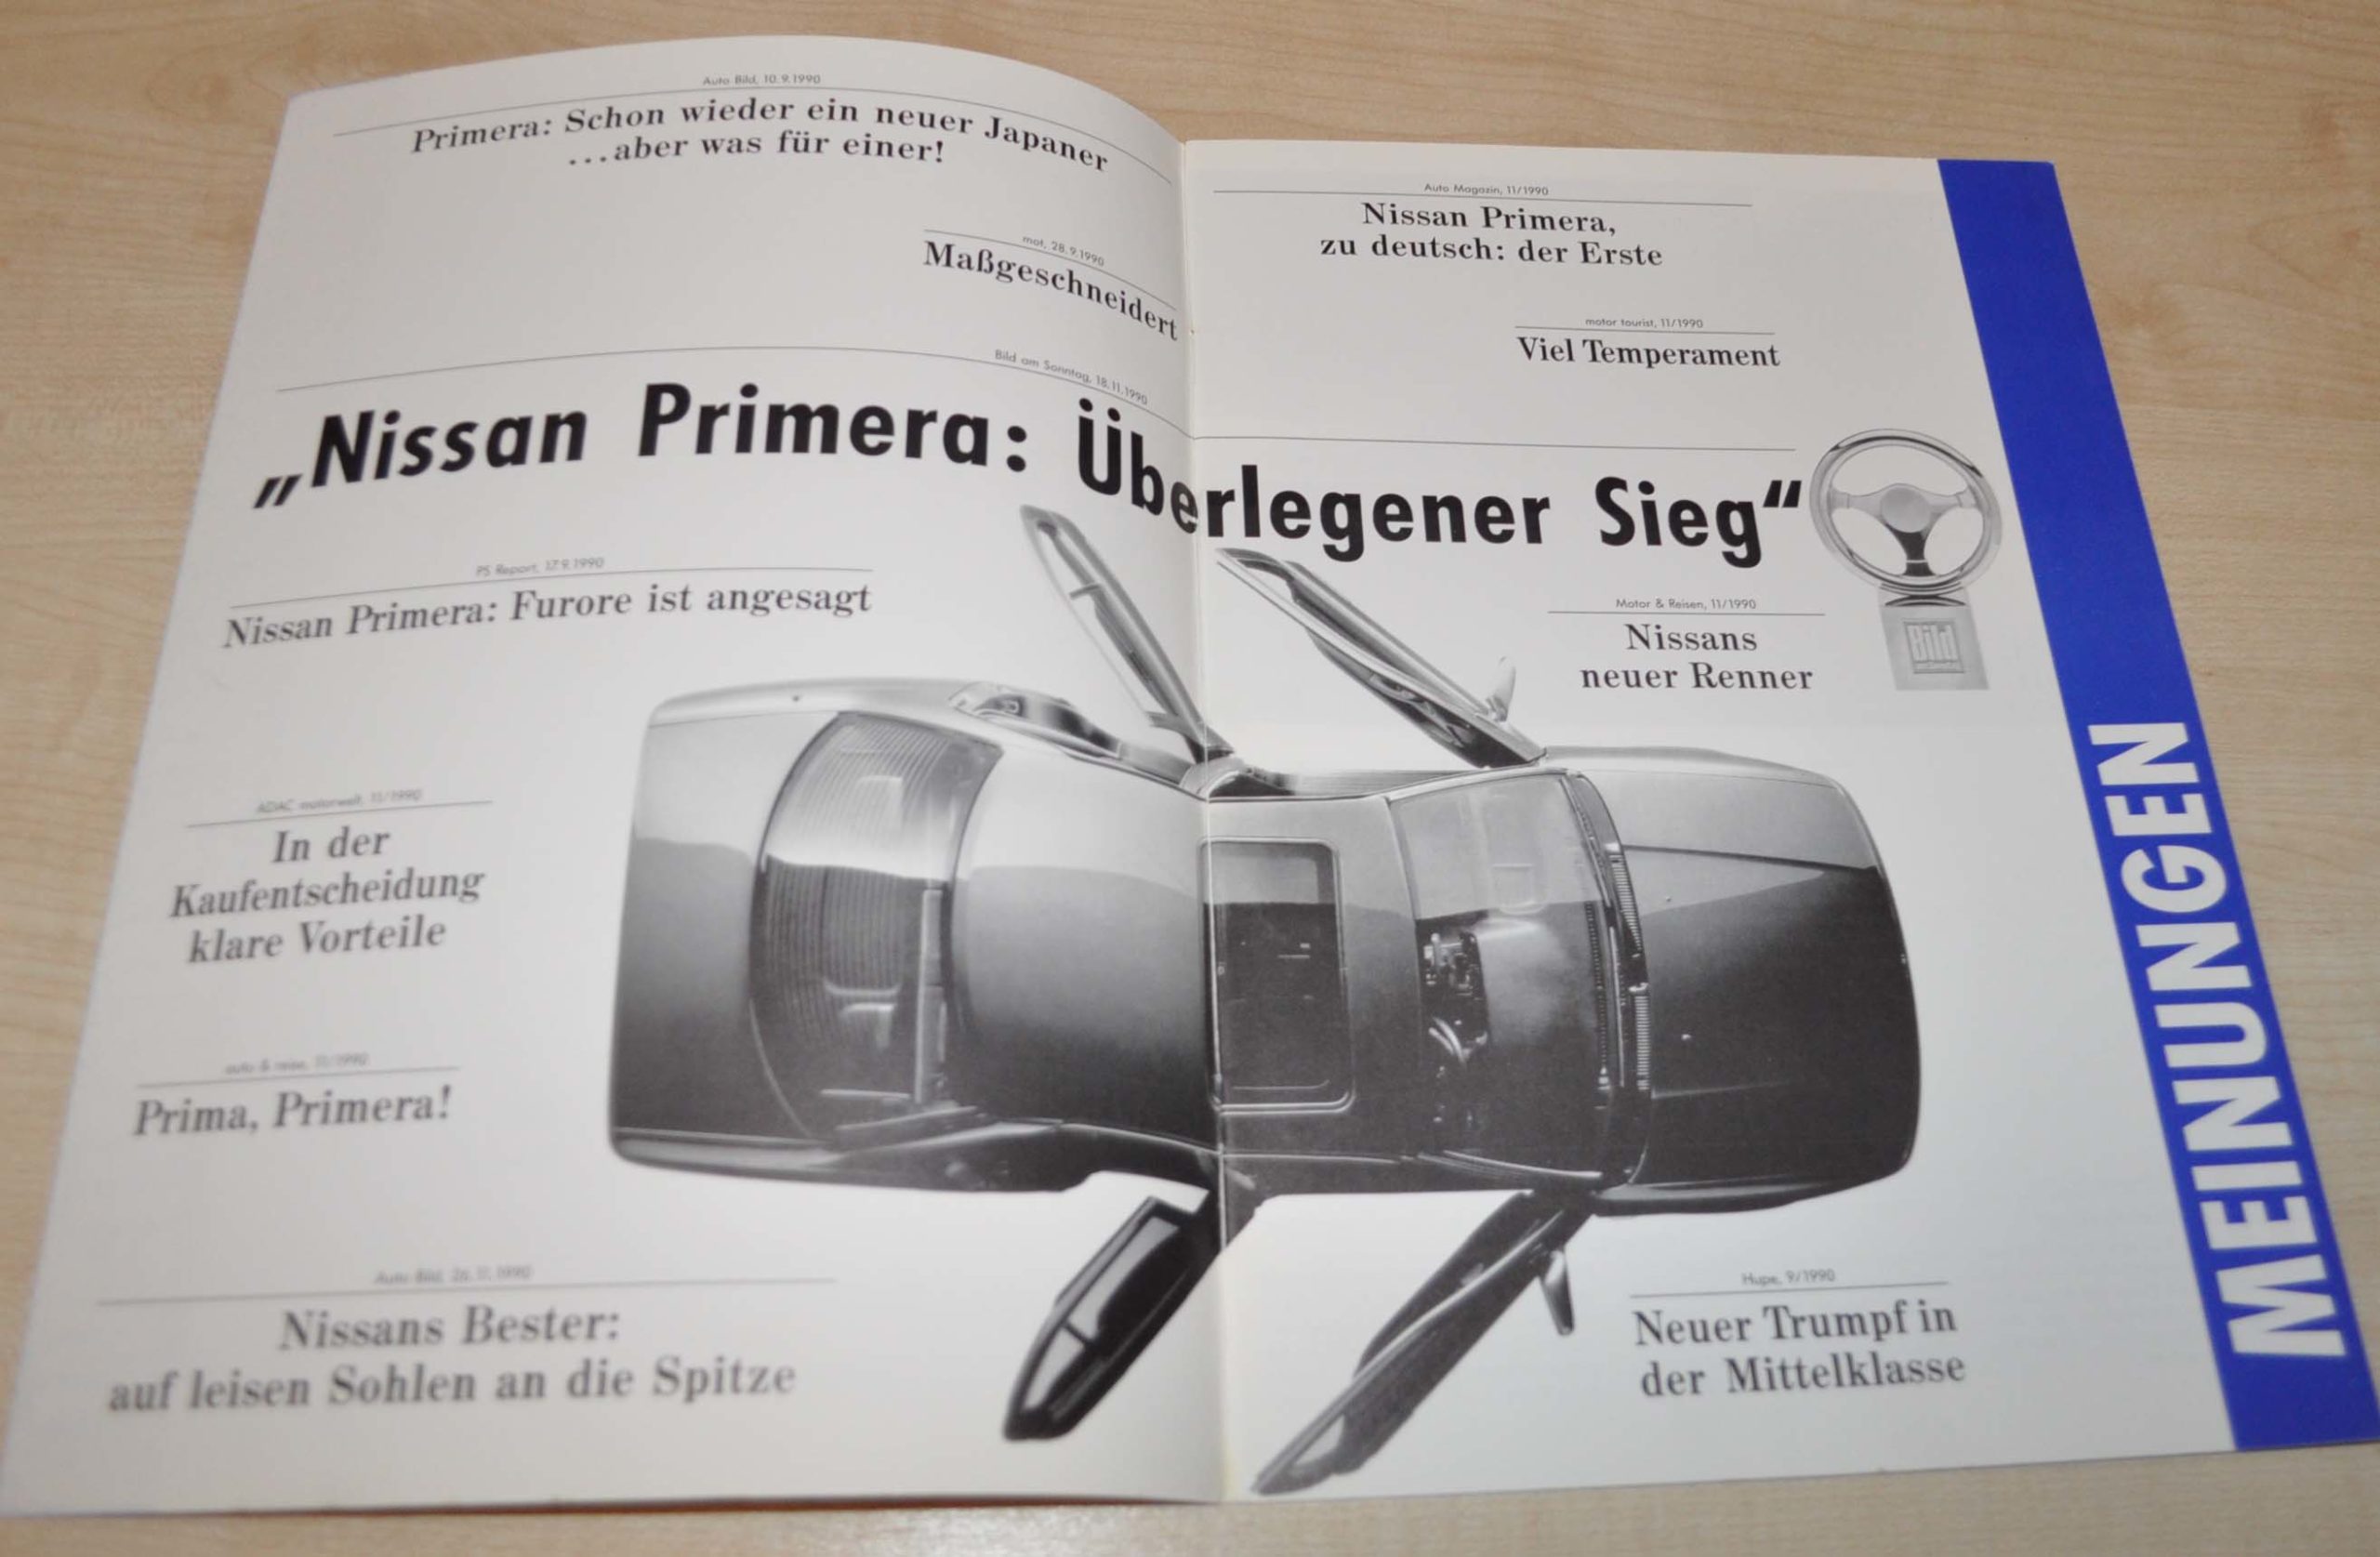 Auto Bild, 10.9.1990
Primera: Schon wieder ein neuer Japaner
...aber was für einer!
mot, 28.9.1990
Maßgeschneidert
Bild am Sonntag, 18.11.1990
„Nissan Primera: Überlegener Sieg“
PS Report, 17.9.1990
Nissan Primera: Furore ist angesagt
ADAC motorwelt, 11/1990
In der
Kaufentscheidung
klare Vorteile
auto & reise, 11/1990
Prima, Primera!
Auto Bild, 26.11.1990
Nissans Bester:
auf leisen Sohlen an die Spitze
Auto Magazin, 11/1990
Nissan Primera,
zu deutsch: der Erste
motor tourist, 11/1990
Viel Temperament
Motor & Reisen, 11/1990
Nissans
neuer Renner
Bild
Hupe, 9/1990
Neuer Trumpf in
der Mittelklasse
MEINUNGEN